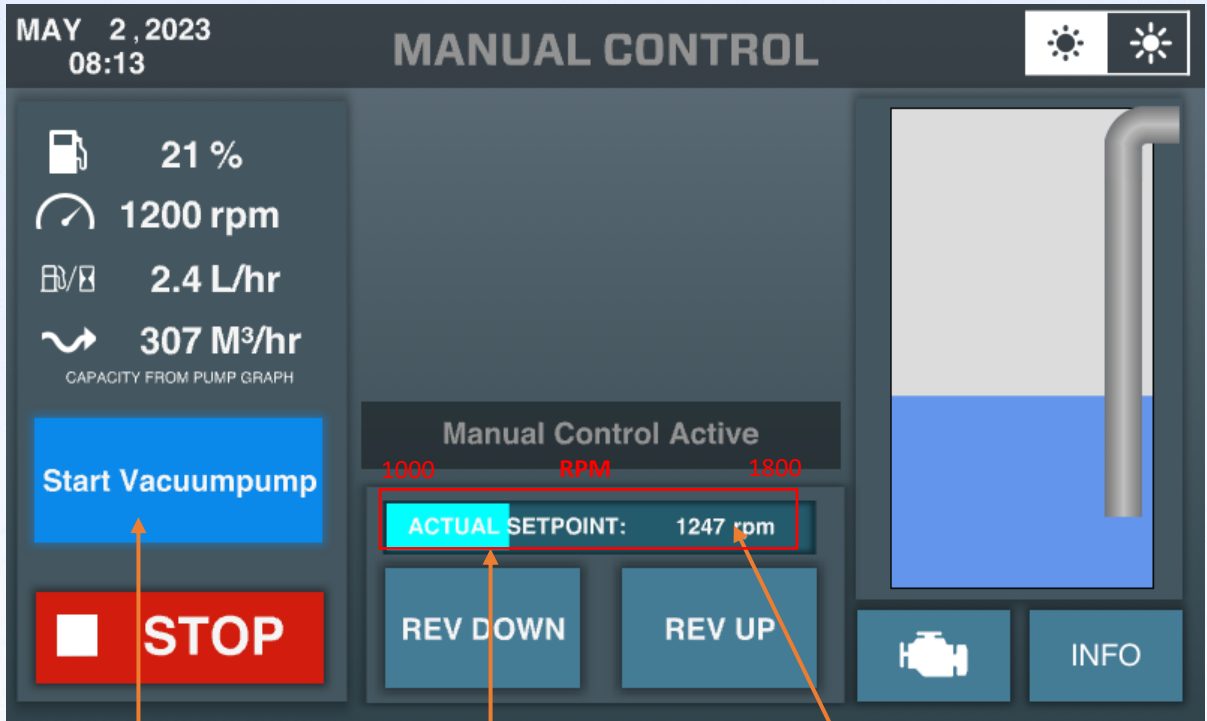 MAY 2, 2023
08:13
MANUAL CONTROL
21 %
1200 rpm
2.4 L/hr
307 M³/hr
CAPACITY FROM PUMP GRAPH
Start Vacuumpump
STOP
Manual Control Active
1000 RPM 1800
ACTUAL SETPOINT: 1247 rpm
REV DOWN
REV UP
INFO